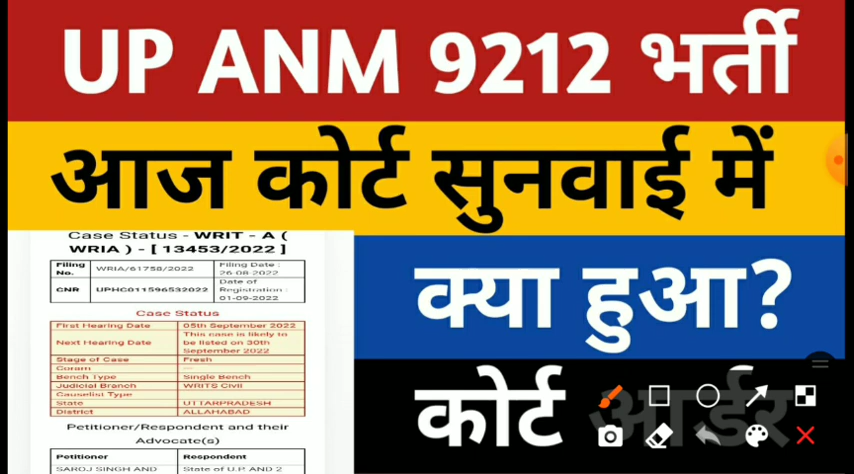 UP ANM 9212 भर्ती
आज कोर्ट सुनवाई में
क्या हुआ?
कोर्ट आर्डर
Case Status - WRIT - A (
WRIA ) - [ 13453/2022 ]
Filing No. WRIA/61758/2022 Filing Date : 26-08-2022
CNR UPHC011596532022 Date of Registration : 01-09-2022
Case Status
First Hearing Date 05th September 2022
Next Hearing Date This case is likely to be listed on 30th September 2022
Stage of Case Fresh
Coram ---
Bench Type Single Bench
Judicial Branch WRITS Civil
Causelist Type
State UTTARPRADESH
District ALLAHABAD
Petitioner/Respondent and their
Advocate(s)
Petitioner Respondent
SAROJ SINGH AND State of U.P. AND 2